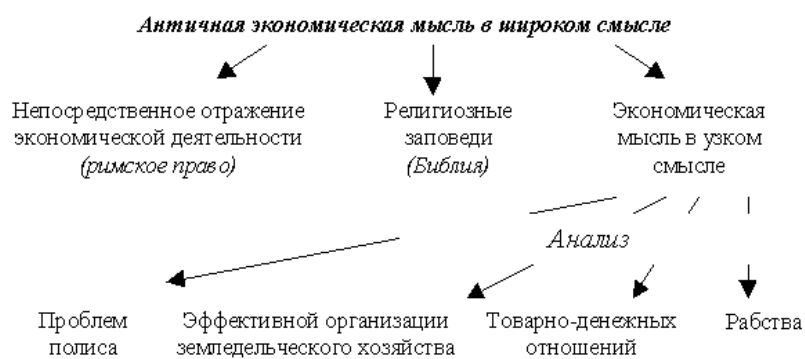 Античная экономическая мысль в широком смысле
Непосредственное отражение
экономической деятельности
(римское право)
Религиозные
заповеди
(Библия)
Экономическая
мысль в узком
смысле
Анализ
Проблем
полиса
Эффективной организации
земледельческого хозяйства
Товарно-денежных
отношений
Рабства